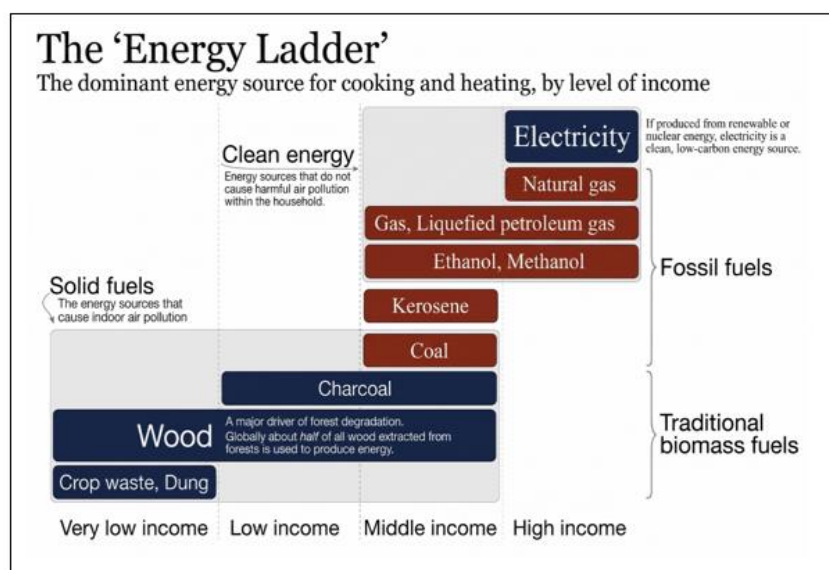 The ‘Energy Ladder’
The dominant energy source for cooking and heating, by level of income
Electricity
If produced from renewable or
nuclear energy, electricity is a
clean, low-carbon energy source.
Clean energy
Energy sources that do not
cause harmful air pollution
within the household.
Natural gas
Gas, Liquefied petroleum gas
Ethanol, Methanol
Fossil fuels
Solid fuels
The energy sources that
cause indoor air pollution
Kerosene
Coal
Charcoal
Wood
A major driver of forest degradation.
Globally about half of all wood extracted from
forests is used to produce energy.
Traditional
biomass fuels
Crop waste, Dung
Very low income
Low income
Middle income
High income